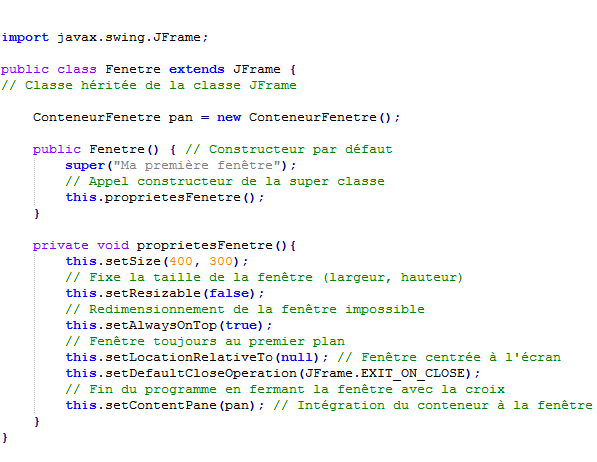 import javax.swing.JFrame;
public class Fenetre extends JFrame {
// Classe héritée de la classe JFrame
ConteneurFenetre pan = new ConteneurFenetre();
public Fenetre() { // Constructeur par défaut
super("Ma première fenêtre");
// Appel constructeur de la super classe
this.proprietesFenetre();
}
private void proprietesFenetre(){
this.setSize(400, 300);
// Fixe la taille de la fenêtre (largeur, hauteur)
this.setResizable(false);
// Redimensionnement de la fenêtre impossible
this.setAlwaysOnTop(true);
// Fenêtre toujours au premier plan
this.setLocationRelativeTo(null); // Fenêtre centrée à l'écran
this.setDefaultCloseOperation(JFrame.EXIT_ON_CLOSE);
// Fin du programme en fermant la fenêtre avec la croix
this.setContentPane(pan); // Intégration du conteneur à la fenêtre
}
}